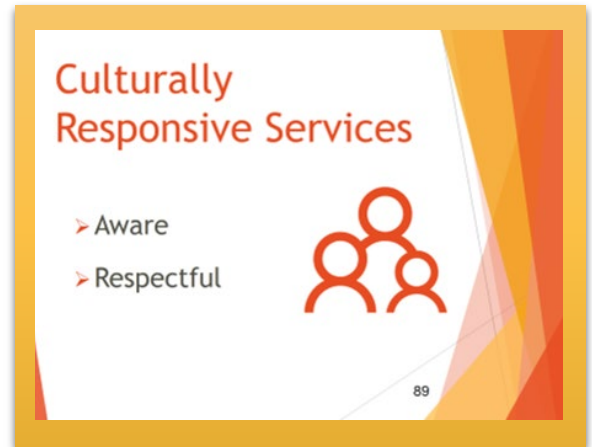 Culturally
Responsive Services
➢ Aware
➢ Respectful
89